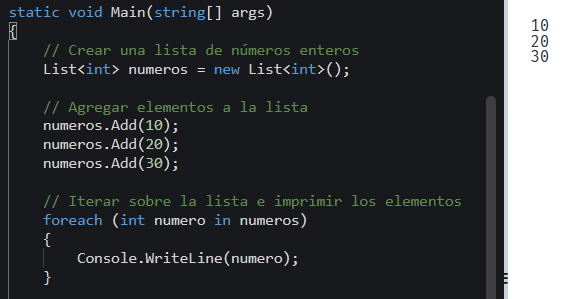 static void Main(string[] args)
{
    // Crear una lista de números enteros
    List<int> numeros = new List<int>();

    // Agregar elementos a la lista
    numeros.Add(10);
    numeros.Add(20);
    numeros.Add(30);

    // Iterar sobre la lista e imprimir los elementos
    foreach (int numero in numeros)
    {
        Console.WriteLine(numero);
    }
10
20
30